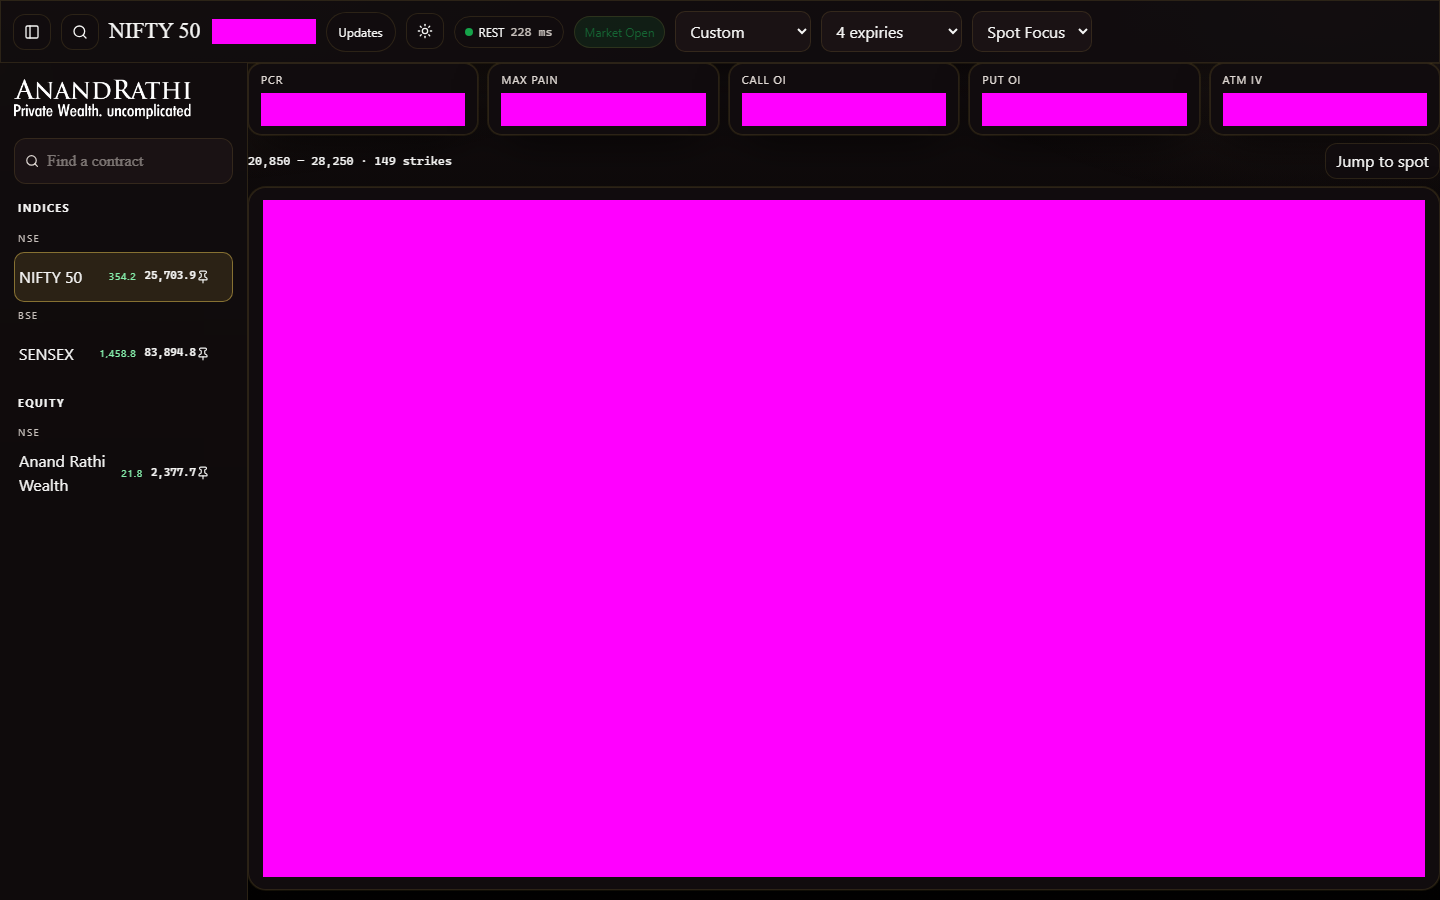 NIFTY 50
Updates
REST 228 ms
Market Open
Custom
4 expiries
Spot Focus
ANANDRATHI
Private Wealth. uncomplicated
Find a contract
INDICES
NSE
NIFTY 50 354.2 25,703.9
BSE
SENSEX 1,458.8 83,894.8
EQUITY
NSE
Anand Rathi
Wealth 21.8 2,377.7
PCR
MAX PAIN
CALL OI
PUT OI
ATM IV
20,850 – 28,250 · 149 strikes
Jump to spot